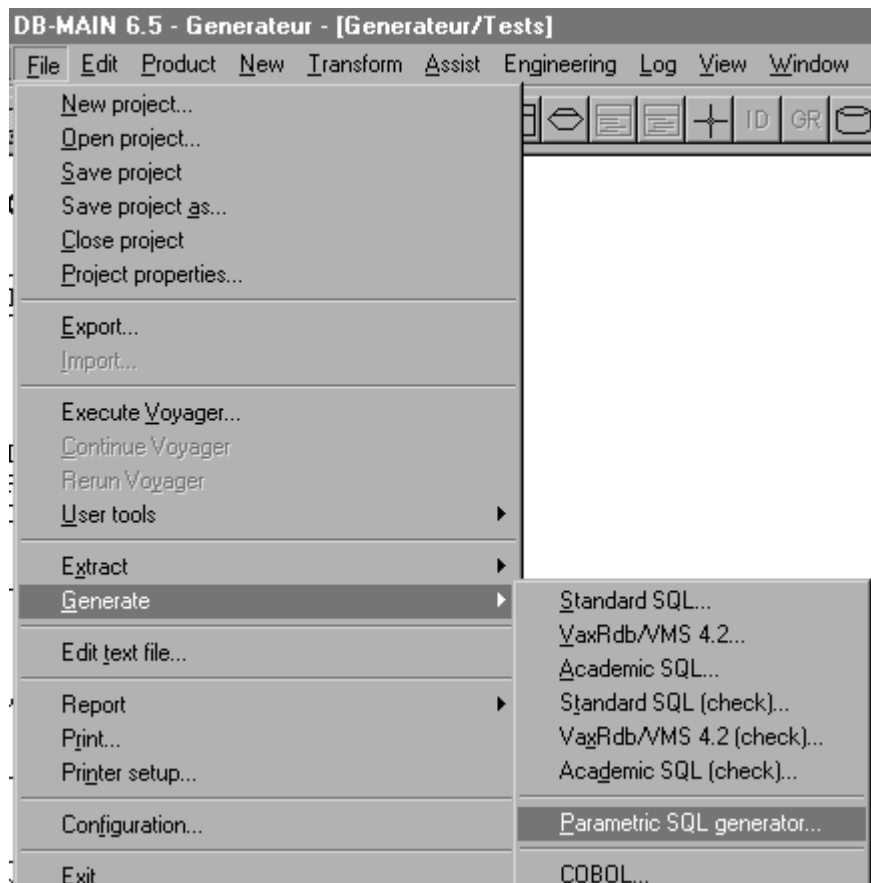 DB-MAIN 6.5 - Generateur - [Generateur/Tests]
File Edit Product New Transform Assist Engineering Log View Window
ID GR
New project...
Open project...
Save project
Save project as...
Close project
Project properties...
Export...
Import...
Execute Voyager...
Continue Voyager
Rerun Voyager
User tools
Extract
Generate
Edit text file...
Report
Print...
Printer setup...
Configuration...
Exit
Standard SQL...
VaxRdb/VMS 4.2...
Academic SQL...
Standard SQL (check)...
VaxRdb/VMS 4.2 (check)...
Academic SQL (check)...
Parametric SQL generator...
COBOL...